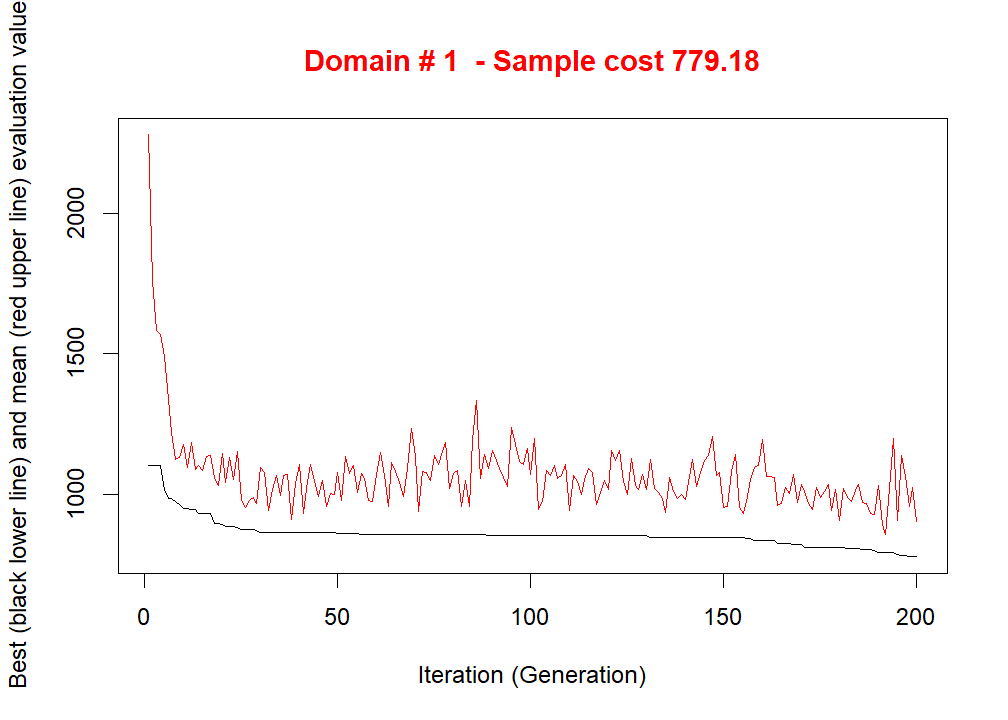 Domain # 1  - Sample cost 779.18
Best (black lower line) and mean (red upper line) evaluation value
2000
1500
1000
0 50 100 150 200
Iteration (Generation)